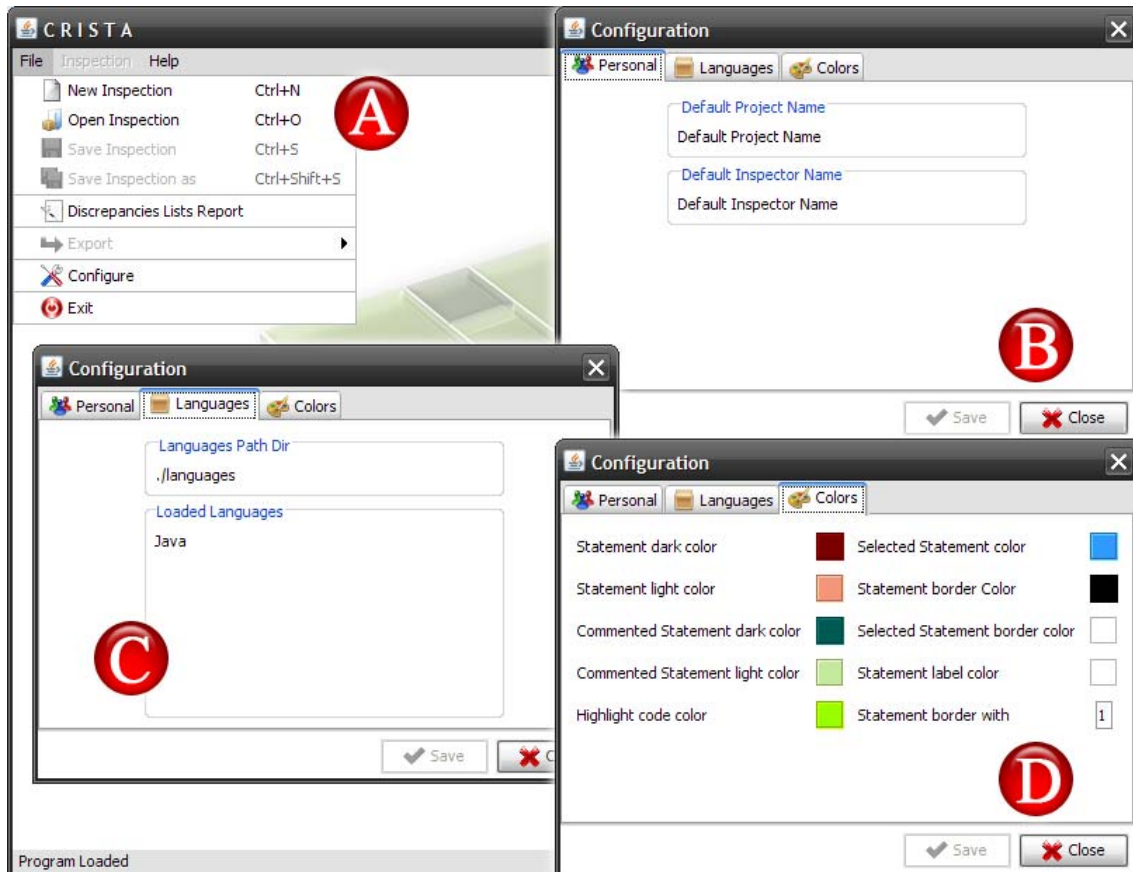 CRISTA
File Inspection Help
New Inspection Ctrl+N
Open Inspection Ctrl+O
Save Inspection Ctrl+S
Save Inspection as Ctrl+Shift+S
Discrepancies Lists Report
Export
Configure
Exit
A
Configuration
Personal Languages Colors
Default Project Name
Default Project Name
Default Inspector Name
Default Inspector Name
B
Save Close
Configuration
Personal Languages Colors
Languages Path Dir
./languages
Loaded Languages
Java
C
Save C
Configuration
Personal Languages Colors
Statement dark color Selected Statement color
Statement light color Statement border Color
Commented Statement dark color Selected Statement border color
Commented Statement light color Statement label color
Highlight code color Statement border with 1
D
Save Close
Program Loaded